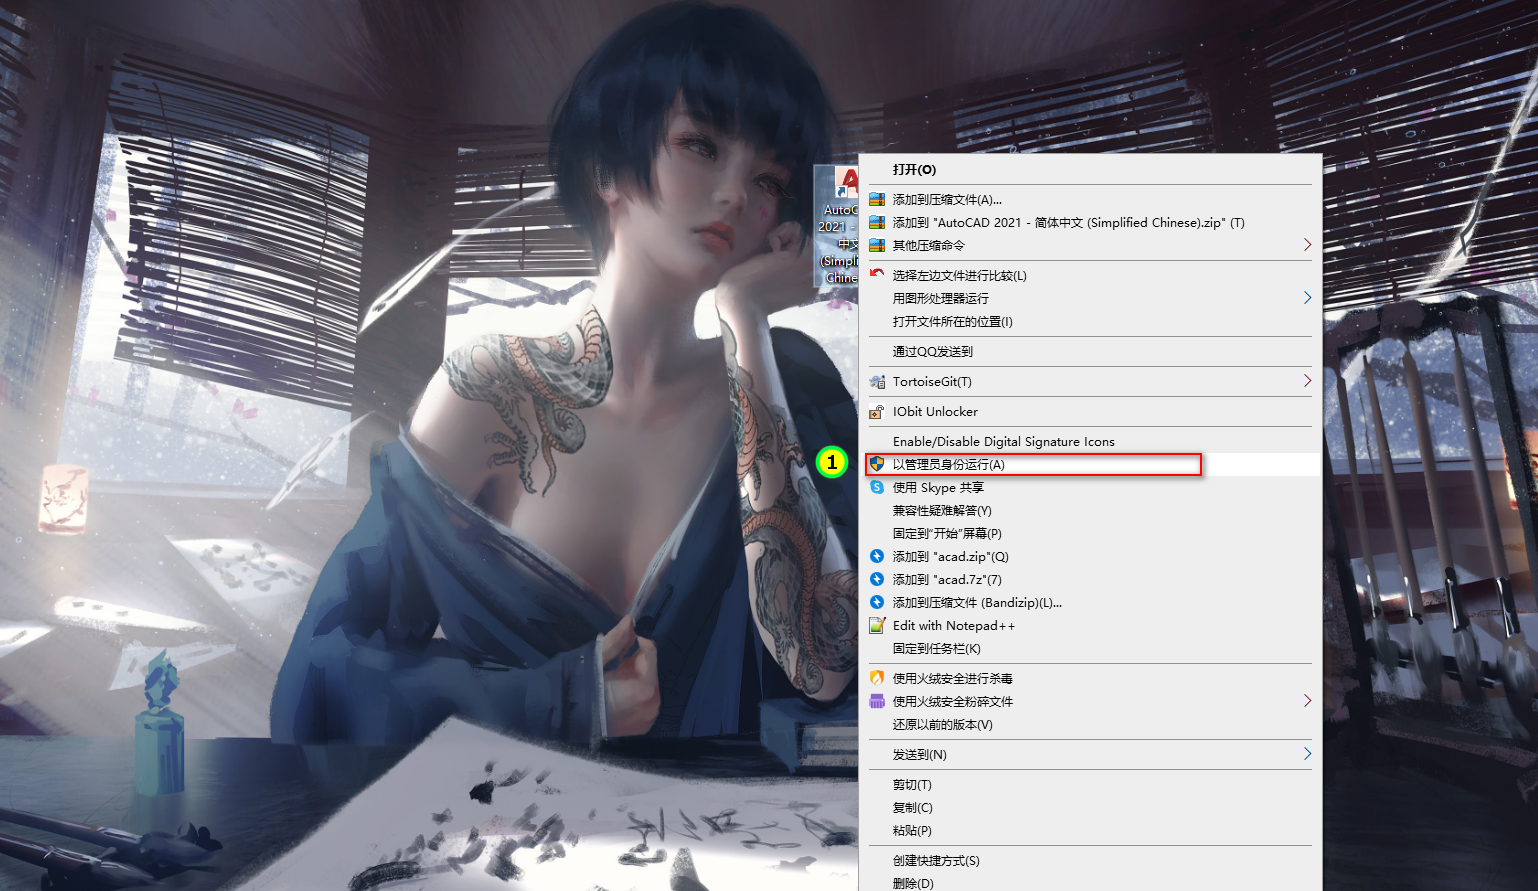 AutoC
2021 -
中文
(Simpli
Chine
打开(O)
添加到压缩文件(A)...
添加到 "AutoCAD 2021 - 简体中文 (Simplified Chinese).zip" (T)
其他压缩命令
选择左边文件进行比较(L)
用图形处理器运行
打开文件所在的位置(I)
通过QQ发送到
TortoiseGit(T)
IObit Unlocker
Enable/Disable Digital Signature Icons
1
以管理员身份运行(A)
使用 Skype 共享
兼容性疑难解答(Y)
固定到"开始"屏幕(P)
添加到 "acad.zip"(Q)
添加到 "acad.7z"(7)
添加到压缩文件 (Bandizip)(L)...
Edit with Notepad++
固定到任务栏(K)
使用火绒安全进行杀毒
使用火绒安全粉碎文件
还原以前的版本(V)
发送到(N)
剪切(T)
复制(C)
粘贴(P)
创建快捷方式(S)
删除(D)